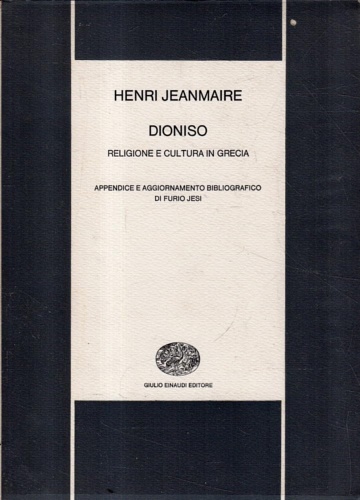 HENRI JEANMAIRE
DIONISO
RELIGIONE E CULTURA IN GRECIA
APPENDICE E AGGIORNAMENTO BIBLIOGRAFICO
DI FURIO JESI
GIULIO EINAUDI EDITORE